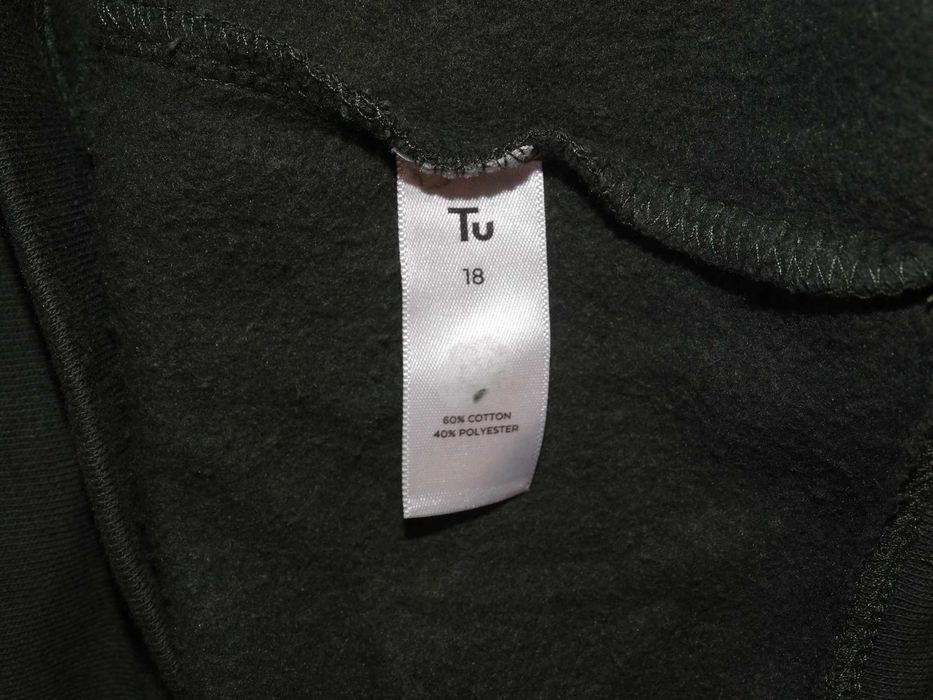 Tu
18
60% COTTON
40% POLYESTER